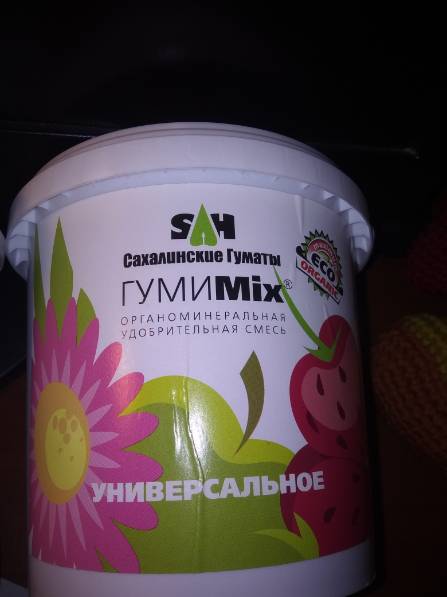 SAH
Сахалинские Гуматы
ГУМИMix®
ОРГАНОМИНЕРАЛЬНАЯ
УДОБРИТЕЛЬНАЯ СМЕСЬ
ECO
ORGANIC
УНИВЕРСАЛЬНОЕ